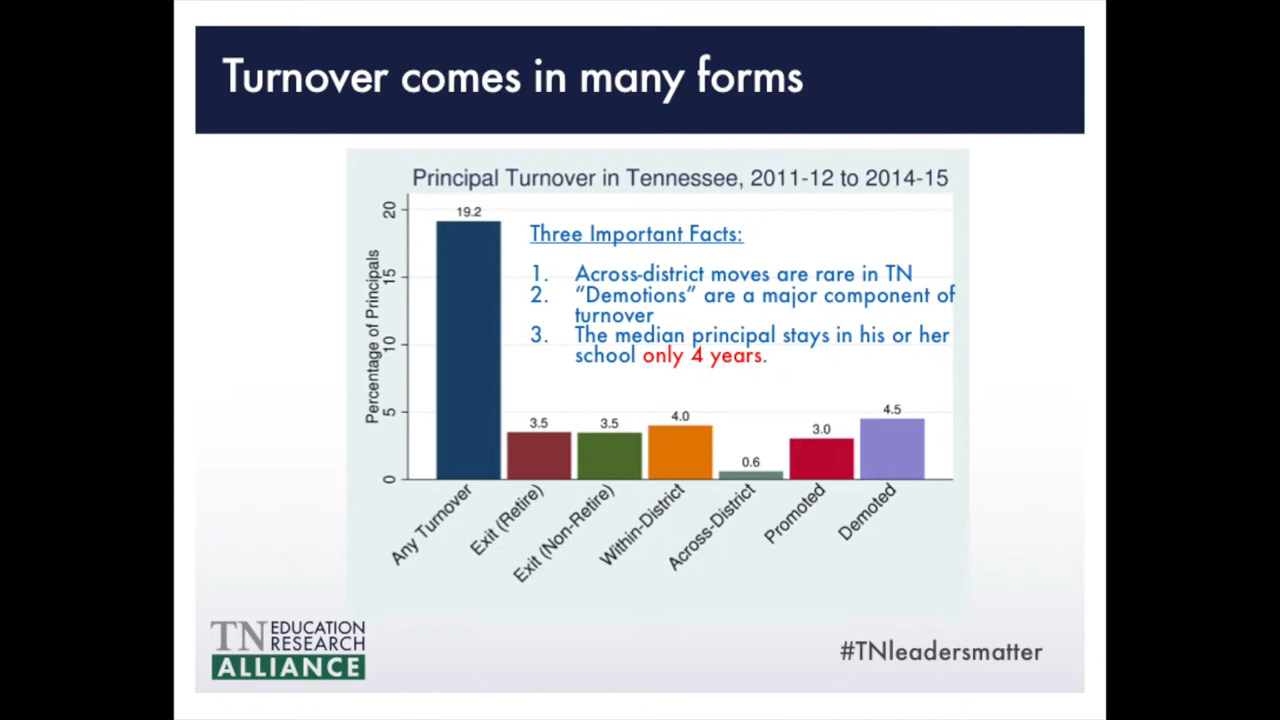 Turnover comes in many forms
Principal Turnover in Tennessee, 2011-12 to 2014-15
Percentage of Principals
20
15
10
5
0
19.2
3.5
3.5
4.0
0.6
3.0
4.5
Three Important Facts:
1. Across-district moves are rare in TN
2. “Demotions” are a major component of
turnover
3. The median principal stays in his or her
school only 4 years.
Any Turnover
Exit (Retire)
Exit (Non-Retire)
Within-District
Across-District
Promoted
Demoted
TN EDUCATION
RESEARCH
ALLIANCE
#TNleadersmatter